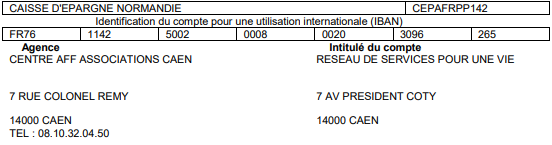 CAISSE D'EPARGNE NORMANDIE CEPAFRPP142
Identification du compte pour une utilisation internationale (IBAN)
FR76 1142 5002 0008 0020 3096 265
Agence Intitulé du compte
CENTRE AFF ASSOCIATIONS CAEN RESEAU DE SERVICES POUR UNE VIE
7 RUE COLONEL REMY 7 AV PRESIDENT COTY
14000 CAEN 14000 CAEN
TEL : 08.10.32.04.50